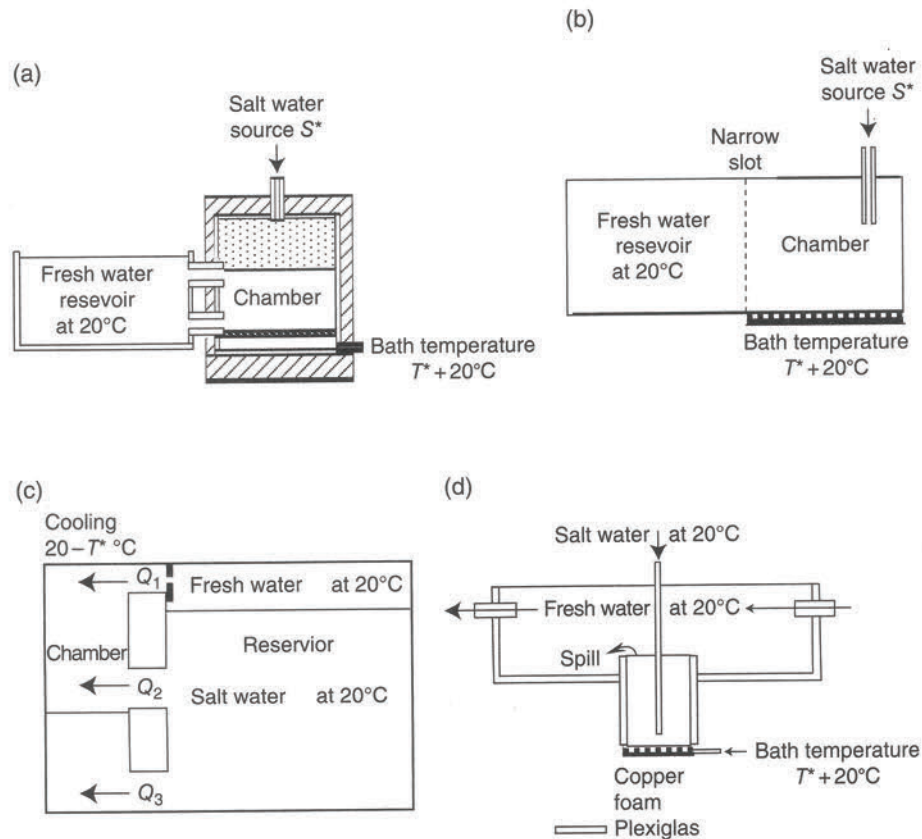 (a)
Salt water
source S*
Fresh water
resevoir
at 20°C
Chamber
Bath temperature
T* + 20°C
(b)
Salt water
source S*
Narrow
slot
Fresh water
resevoir
at 20°C
Chamber
Bath temperature
T* + 20°C
(c)
Cooling
20 – T* °C
Q1
Fresh water at 20°C
Reservior
Chamber
Q2
Salt water at 20°C
Q3
(d)
Salt water at 20°C
Fresh water at 20°C
Spill
Bath temperature
T* + 20°C
Copper
foam
Plexiglas